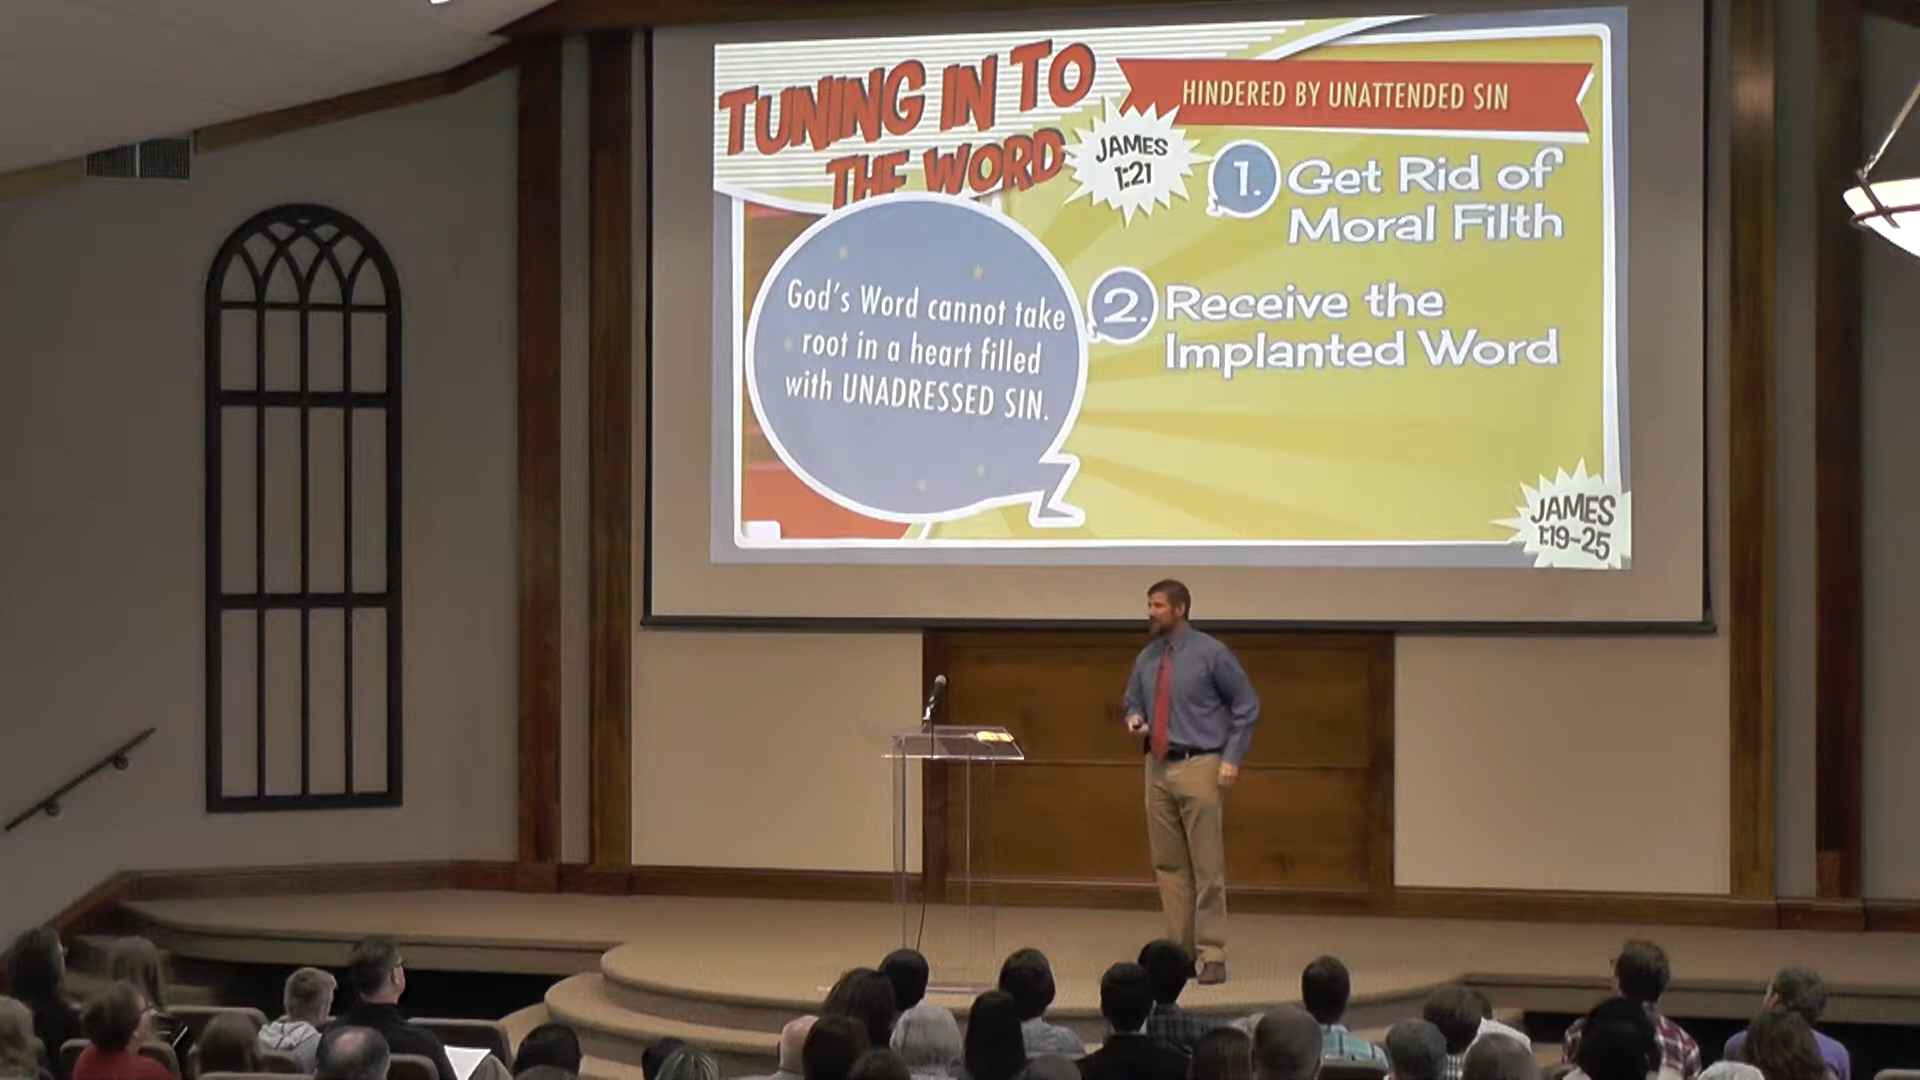 TUNING IN TO
THE WORD
HINDERED BY UNATTENDED SIN
JAMES
1:21
1. Get Rid of
Moral Filth
2. Receive the
Implanted Word
God's Word cannot take
root in a heart filled
with UNADRESSED SIN.
JAMES
1:19-25